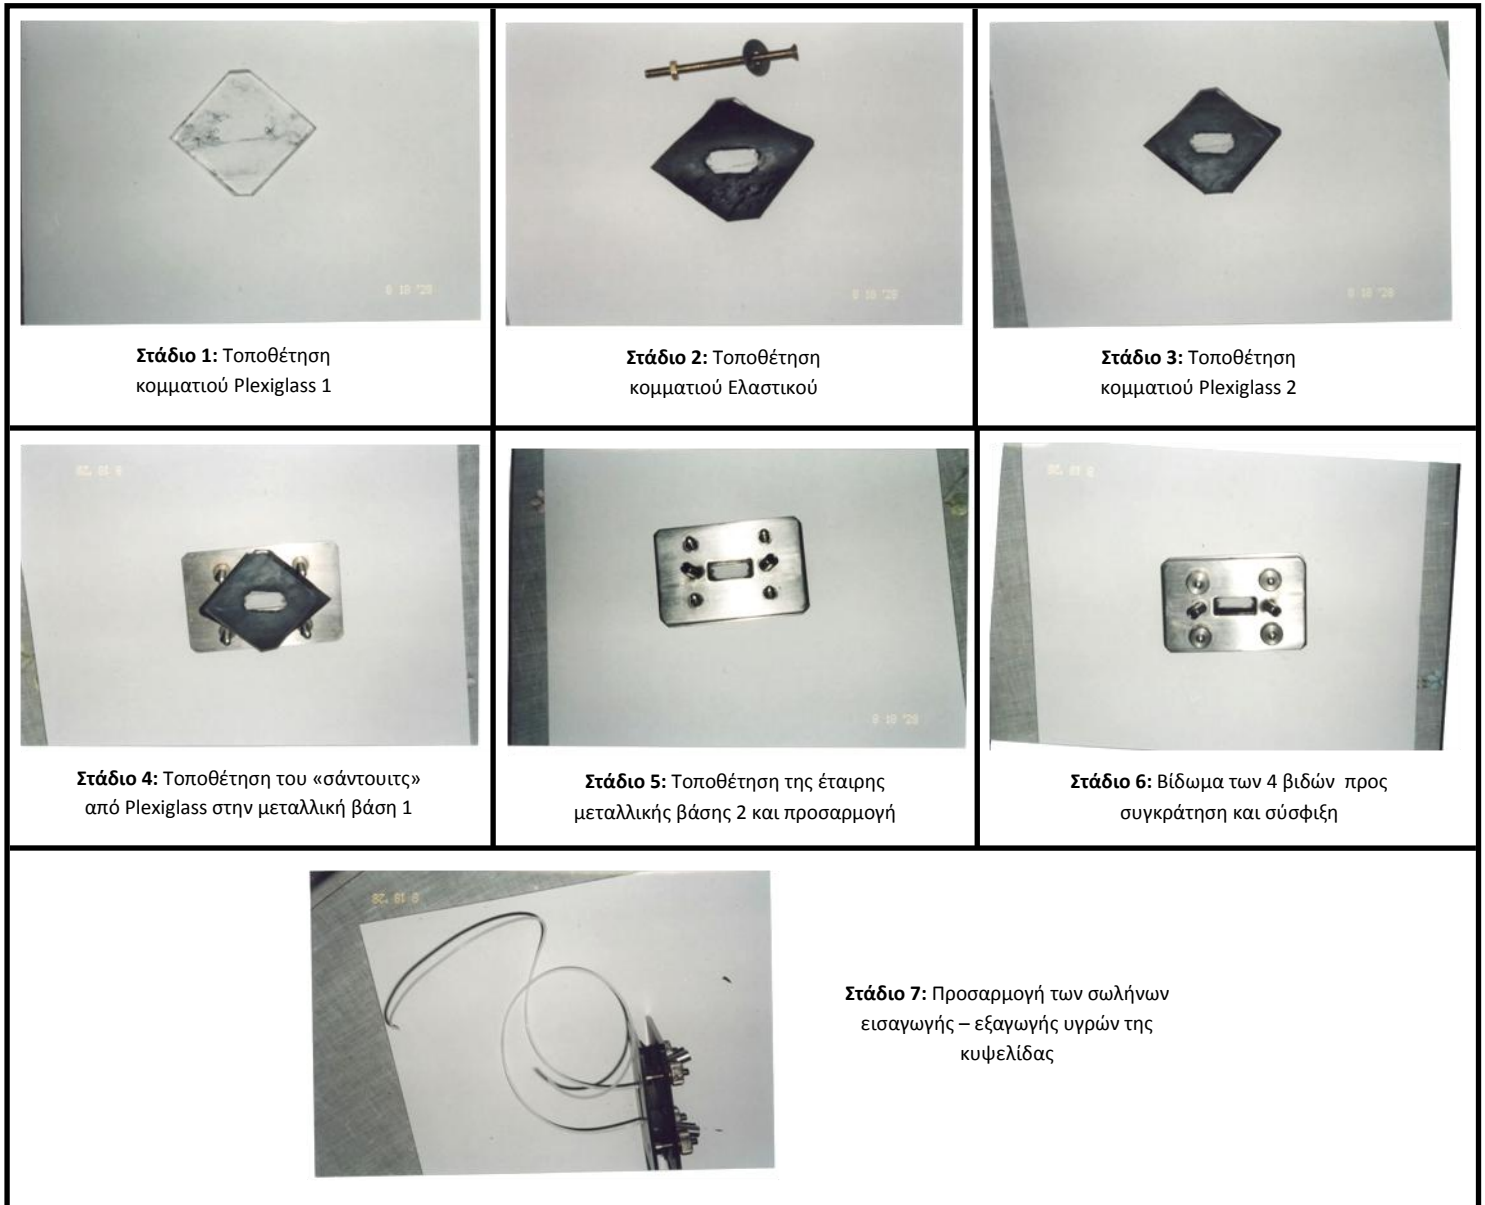 Στάδιο 1: Τοποθέτηση
κομματιού Plexiglass 1
Στάδιο 2: Τοποθέτηση
κομματιού Ελαστικού
Στάδιο 3: Τοποθέτηση
κομματιού Plexiglass 2
Στάδιο 4: Τοποθέτηση του «σάντουιτς»
από Plexiglass στην μεταλλική βάση 1
Στάδιο 5: Τοποθέτηση της έταιρης
μεταλλικής βάσης 2 και προσαρμογή
Στάδιο 6: Βίδωμα των 4 βιδών προς
συγκράτηση και σύσφιξη
Στάδιο 7: Προσαρμογή των σωλήνων
εισαγωγής – εξαγωγής υγρών της
κυψελίδας